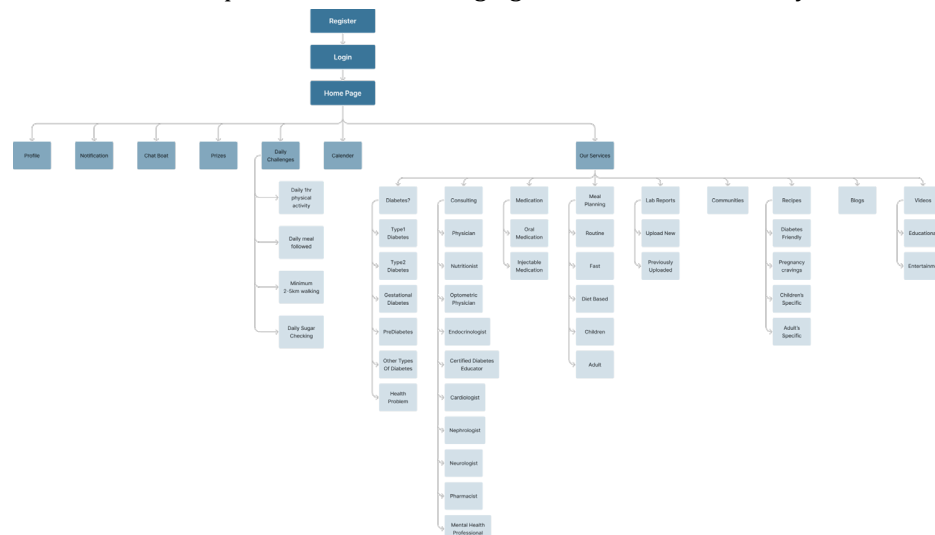 Register
Login
Home Page
Profile
Notification
Chat Boat
Prizes
Daily
Challenges
Calender
Our Services
Daily 1hr
physical
activity
Daily meal
followed
Minimum
2-5km walking
Daily Sugar
Checking
Diabetes?
Type1
Diabetes
Type2
Diabetes
Gestational
Diabetes
PreDiabetes
Other Types
Of Diabetes
Health
Problem
Consulting
Physician
Nutritionist
Optometric
Physician
Endocrinologist
Certified Diabetes
Educator
Cardiologist
Nephrologist
Neurologist
Pharmacist
Mental Health
Professional
Medication
Oral
Medication
Injectable
Medication
Meal
Planning
Routine
Fast
Diet Based
Children
Adult
Lab Reports
Upload New
Previously
Uploaded
Communities
Recipes
Diabetes
Friendly
Pregnancy
cravings
Children's
Specific
Adult's
Specific
Blogs
Videos
Educationa
Entertainm